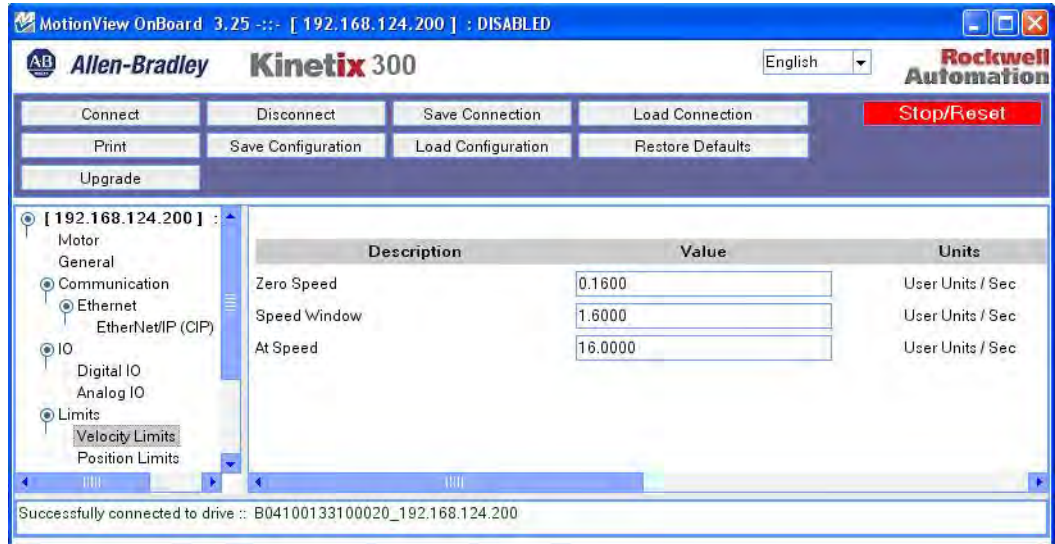 MotionView OnBoard 3.25 -::- [ 192.168.124.200 ] : DISABLED
AB Allen-Bradley Kinetix 300 English Rockwell Automation
Connect Disconnect Save Connection Load Connection Stop/Reset
Print Save Configuration Load Configuration Restore Defaults
Upgrade
[ 192.168.124.200 ] :
Motor
General
Communication
Ethernet
EtherNet/IP (CIP)
IO
Digital IO
Analog IO
Limits
Velocity Limits
Position Limits
Description Value Units
Zero Speed 0.1600 User Units / Sec
Speed Window 1.6000 User Units / Sec
At Speed 16.0000 User Units / Sec
Successfully connected to drive :: B04100133100020_192.168.124.200